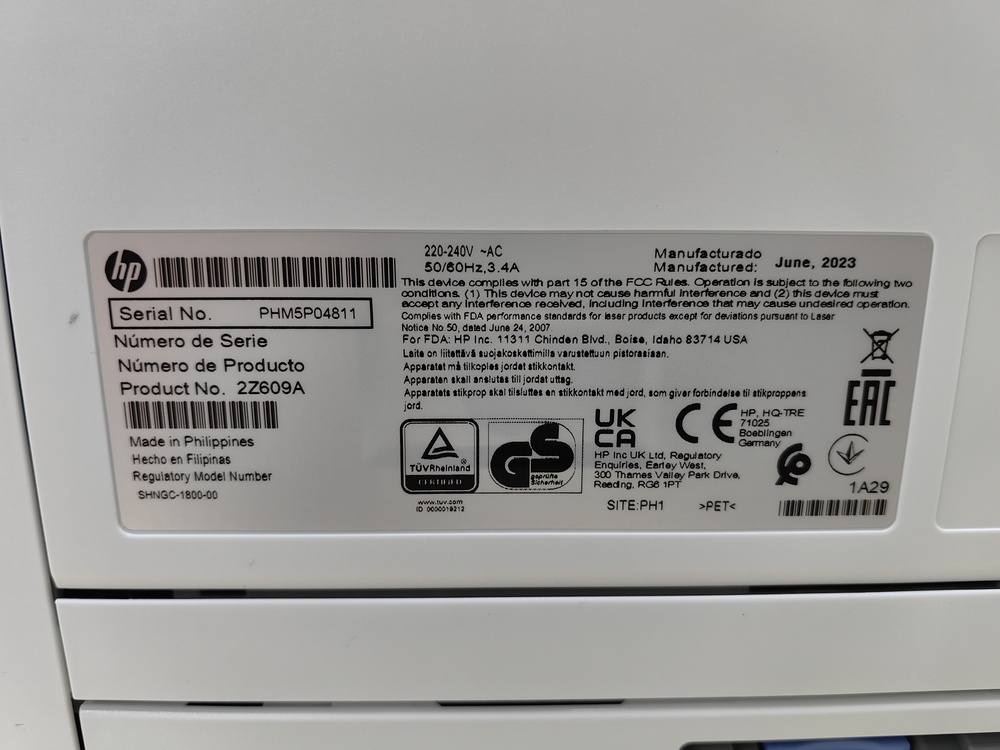 hp
Serial No. PHM5P04811
Número de Serie
Número de Producto
Product No. 2Z609A
Made in Philippines
Hecho en Filipinas
Regulatory Model Number
SHNGC-1800-00
220-240V ~AC
50/60Hz,3.4A
Manufacturado
Manufactured: June, 2023
This device complies with part 15 of the FCC Rules. Operation is subject to the following two
conditions. (1) This device may not cause harmful interference and (2) this device must
accept any interference received, including interference that may cause undesired operation.
Complies with FDA performance standards for laser products except for deviations pursuant to Laser
Notice No.50, dated June 24, 2007
For FDA: HP Inc. 11311 Chinden Blvd., Boise, Idaho 83714 USA
Laite on liitettävä suojakoskettimilla varustettuun pistorasiaan.
Apparatet må tilkoples jordat stikkontakt.
Apparaten skall anslutas till jordat uttag.
Apparatets stikprop skal tilsluttes en stikkontakt med jord, som giver forbindelse til stikproppens
jord.
TÜVRheinland
CERTIFIED
www.tuv.com
ID 0000019212
GS
geprüfte
Sicherheit
UK
CA
CE
HP, HQ-TRE
71025
Boeblingen
Germany
HP Inc UK Ltd, Regulatory
Enquiries, Earley West,
300 Thames Valley Park Drive,
Reading, RG6 1PT
SITE:PH1 >PET<
EAC
1A29